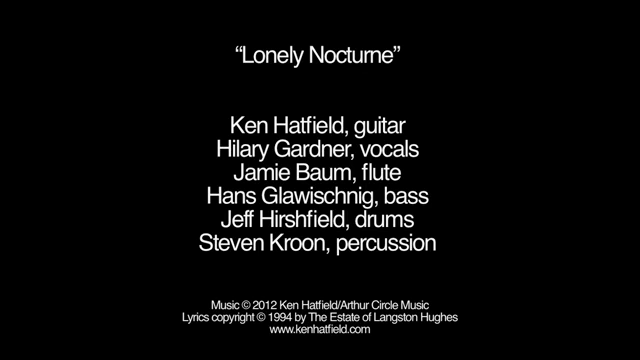 “Lonely Nocturne”
Ken Hatfield, guitar
Hilary Gardner, vocals
Jamie Baum, flute
Hans Glawischnig, bass
Jeff Hirshfield, drums
Steven Kroon, percussion
Music © 2012 Ken Hatfield/Arthur Circle Music
Lyrics copyright © 1994 by The Estate of Langston Hughes
www.kenhatfield.com